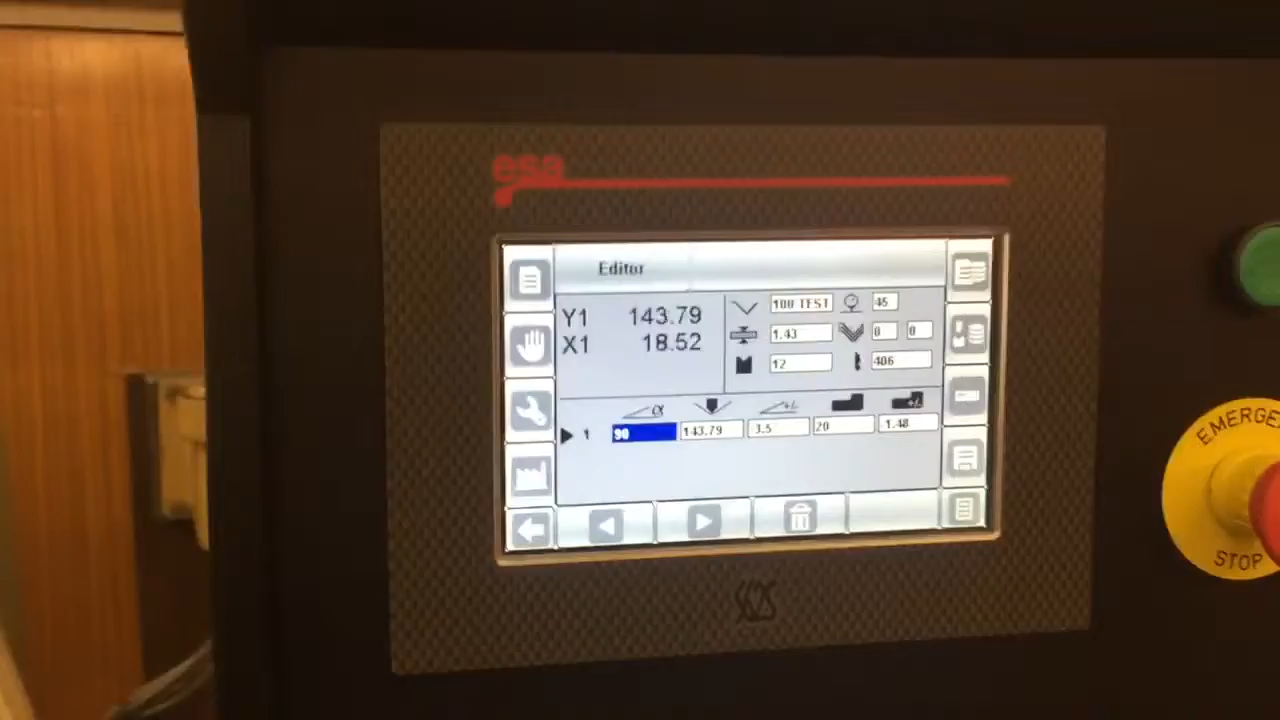 esa
Editor
Y1 143.79
X1 18.52
100 TEST 45
1.43 0 0
12 406
α +/- +/-
1 90 143.79 3.5 20 -1.48
EMERGE
STOP